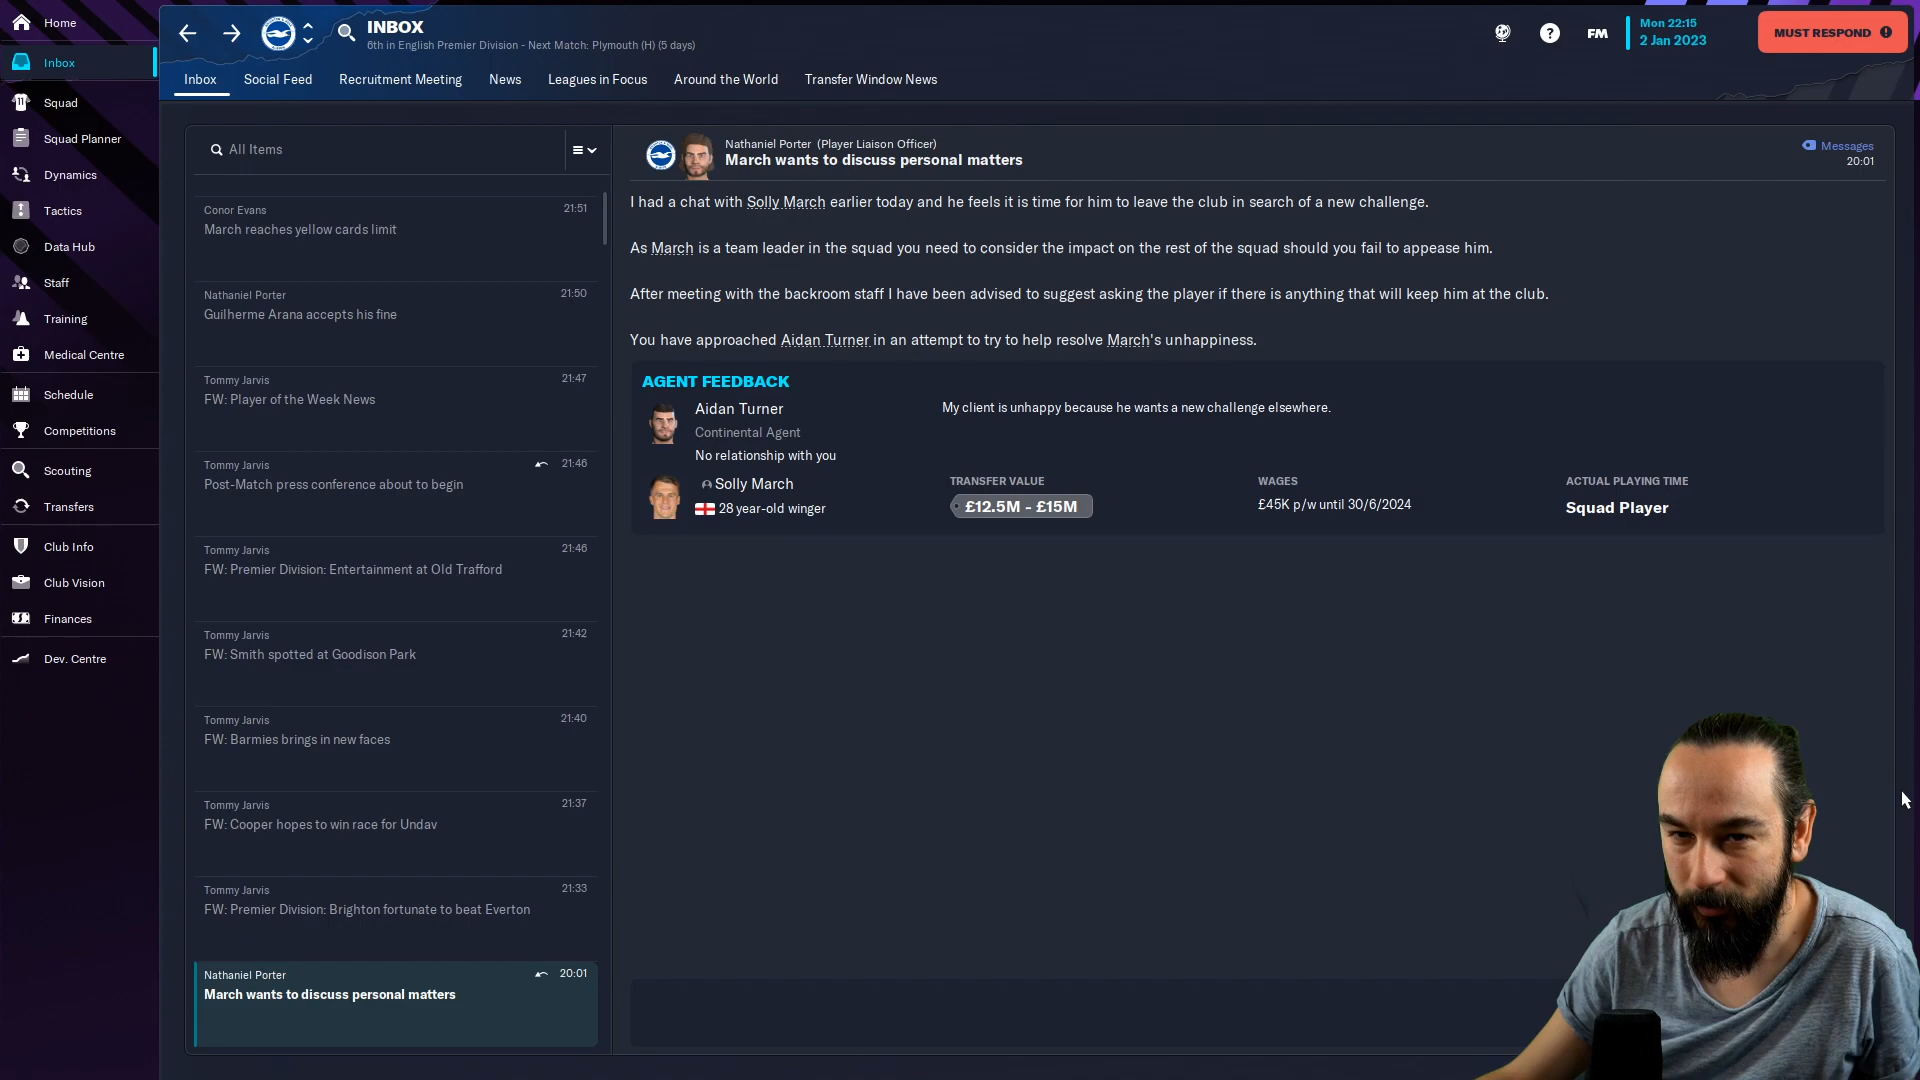 Home
Inbox
Squad
Squad Planner
Dynamics
Tactics
Data Hub
Staff
Training
Medical Centre
Schedule
Competitions
Scouting
Transfers
Club Info
Club Vision
Finances
Dev. Centre
INBOX
6th in English Premier Division - Next Match: Plymouth (H) (5 days)
FM
Mon 22:15
2 Jan 2023
MUST RESPOND
Inbox Social Feed Recruitment Meeting News Leagues in Focus Around the World Transfer Window News
All Items
Conor Evans 21:51
March reaches yellow cards limit
Nathaniel Porter 21:50
Guilherme Arana accepts his fine
Tommy Jarvis 21:47
FW: Player of the Week News
Tommy Jarvis 21:46
Post-Match press conference about to begin
Tommy Jarvis 21:46
FW: Premier Division: Entertainment at Old Trafford
Tommy Jarvis 21:42
FW: Smith spotted at Goodison Park
Tommy Jarvis 21:40
FW: Barmies brings in new faces
Tommy Jarvis 21:37
FW: Cooper hopes to win race for Undav
Tommy Jarvis 21:33
FW: Premier Division: Brighton fortunate to beat Everton
Nathaniel Porter 20:01
March wants to discuss personal matters
Nathaniel Porter (Player Liaison Officer)
March wants to discuss personal matters
Messages
20:01
I had a chat with Solly March earlier today and he feels it is time for him to leave the club in search of a new challenge.
As March is a team leader in the squad you need to consider the impact on the rest of the squad should you fail to appease him.
After meeting with the backroom staff I have been advised to suggest asking the player if there is anything that will keep him at the club.
You have approached Aidan Turner in an attempt to try to help resolve March's unhappiness.
AGENT FEEDBACK
Aidan Turner
Continental Agent
No relationship with you
My client is unhappy because he wants a new challenge elsewhere.
Solly March
28 year-old winger
TRANSFER VALUE
£12.5M - £15M
WAGES
£45K p/w until 30/6/2024
ACTUAL PLAYING TIME
Squad Player